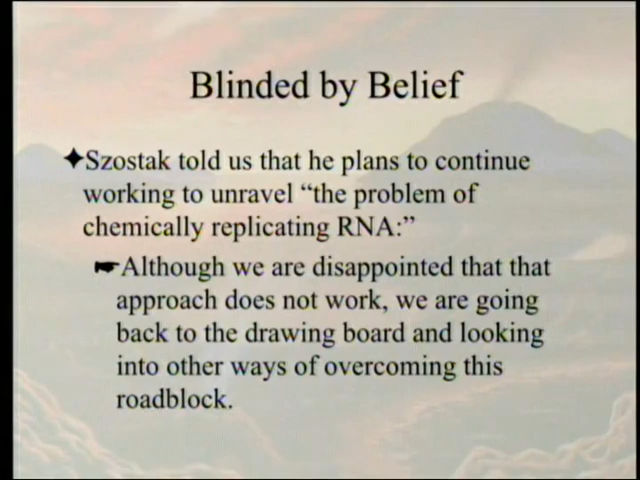 Blinded by Belief
✦Szostak told us that he plans to continue
working to unravel “the problem of
chemically replicating RNA:”
☛Although we are disappointed that that
approach does not work, we are going
back to the drawing board and looking
into other ways of overcoming this
roadblock.